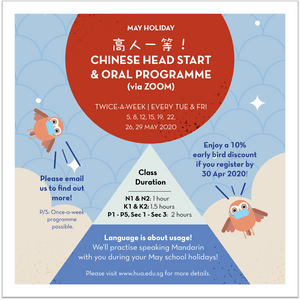 MAY HOLIDAY
高人一等！
CHINESE HEAD START
& ORAL PROGRAMME
(via ZOOM)
TWICE-A-WEEK | EVERY TUE & FRI
5, 8, 12, 15, 19, 22,
26, 29 MAY 2020
Enjoy a 10%
early bird discount
if you register by
30 Apr 2020!
Please email
us to find out
more!
P/S: Once-a-week
programme
possible.
Class
Duration
N1 & N2: 1 hour
K1 & K2: 1.5 hours
P1 - P5, Sec 1 - Sec 3: 2 hours
Language is about usage!
We'll practise speaking Mandarin
with you during your May school holidays!
Please visit www.hua.edu.sg for more details.